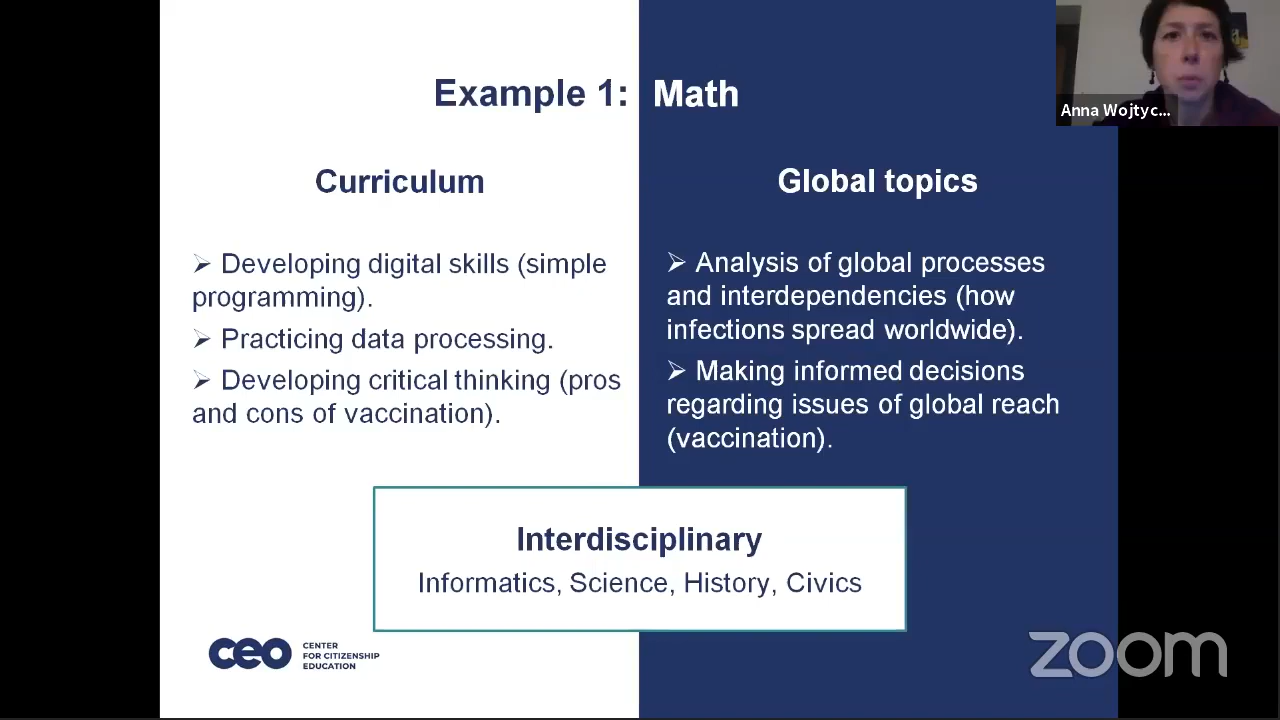 Example 1: Math
Anna Wojtyc...
Curriculum
➢ Developing digital skills (simple
programming).
➢ Practicing data processing.
➢ Developing critical thinking (pros
and cons of vaccination).
Global topics
➢ Analysis of global processes
and interdependencies (how
infections spread worldwide).
➢ Making informed decisions
regarding issues of global reach
(vaccination).
Interdisciplinary
Informatics, Science, History, Civics
ceo
CENTER
FOR CITIZENSHIP
EDUCATION
zoom